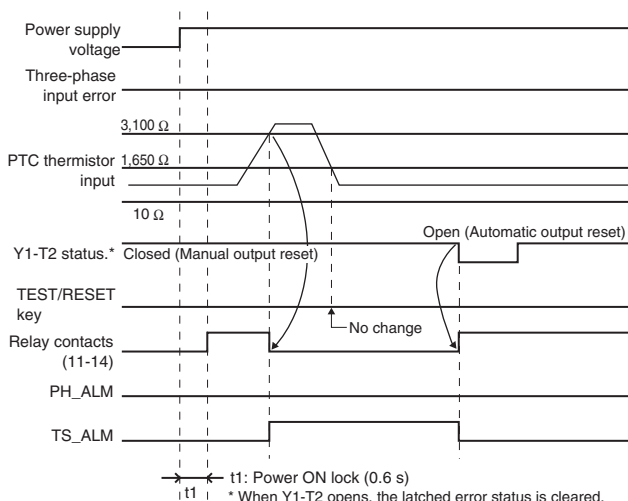 Power supply
voltage
Three-phase
input error
3,100 Ω
PTC thermistor
input
1,650 Ω
10 Ω
Open (Automatic output reset)
Y1-T2 status.* Closed (Manual output reset)
TEST/RESET
key
No change
Relay contacts
(11-14)
PH_ALM
TS_ALM
t1
t1: Power ON lock (0.6 s)
* When Y1-T2 opens, the latched error status is cleared.